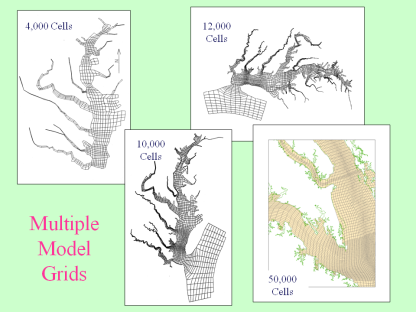 4,000 Cells
12,000
Cells
10,000
Cells
50,000
Cells
Multiple
Model
Grids